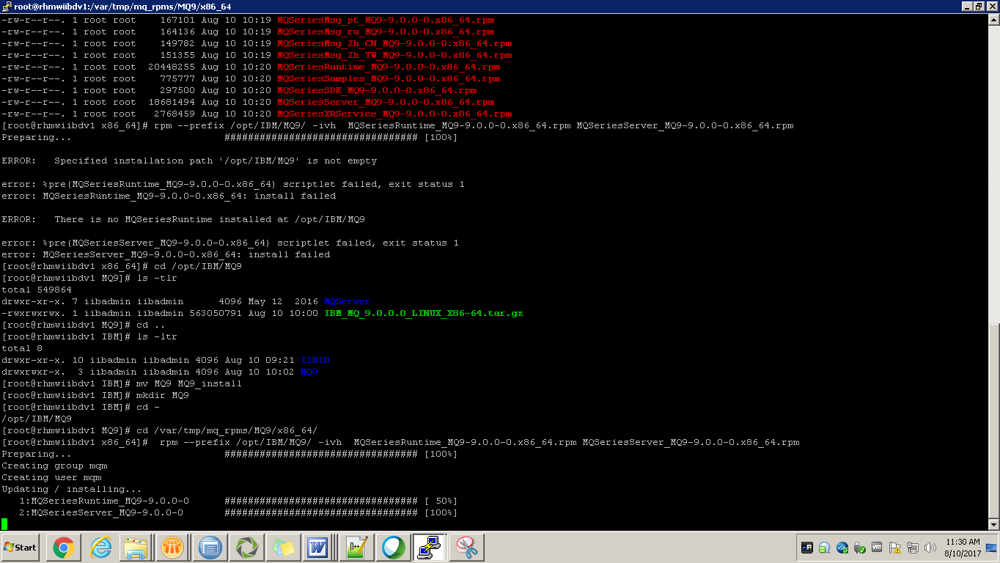 root@rhmwiibdv1:/var/tmp/mq_rpms/MQ9/x86_64
-rw-r--r--. 1 root root    167101 Aug 10 10:19 MQSeriesMsg_pt_MQ9-9.0.0-0.x86_64.rpm
-rw-r--r--. 1 root root    164136 Aug 10 10:19 MQSeriesMsg_ru_MQ9-9.0.0-0.x86_64.rpm
-rw-r--r--. 1 root root    149782 Aug 10 10:19 MQSeriesMsg_Zh_CN_MQ9-9.0.0-0.x86_64.rpm
-rw-r--r--. 1 root root    151355 Aug 10 10:19 MQSeriesMsg_Zh_TW_MQ9-9.0.0-0.x86_64.rpm
-rw-r--r--. 1 root root  20448255 Aug 10 10:20 MQSeriesRuntime_MQ9-9.0.0-0.x86_64.rpm
-rw-r--r--. 1 root root    775777 Aug 10 10:20 MQSeriesSamples_MQ9-9.0.0-0.x86_64.rpm
-rw-r--r--. 1 root root    297500 Aug 10 10:20 MQSeriesSDK_MQ9-9.0.0-0.x86_64.rpm
-rw-r--r--. 1 root root  18681494 Aug 10 10:20 MQSeriesServer_MQ9-9.0.0-0.x86_64.rpm
-rw-r--r--. 1 root root   2768459 Aug 10 10:20 MQSeriesXRService_MQ9-9.0.0-0.x86_64.rpm
[root@rhmwiibdv1 x86_64]# rpm --prefix /opt/IBM/MQ9/ -ivh  MQSeriesRuntime_MQ9-9.0.0-0.x86_64.rpm MQSeriesServer_MQ9-9.0.0-0.x86_64.rpm
Preparing...                          ################################# [100%]
ERROR:   Specified installation path '/opt/IBM/MQ9' is not empty
error: %pre(MQSeriesRuntime_MQ9-9.0.0-0.x86_64) scriptlet failed, exit status 1
error: MQSeriesRuntime_MQ9-9.0.0-0.x86_64: install failed
ERROR:   There is no MQSeriesRuntime installed at /opt/IBM/MQ9
error: %pre(MQSeriesServer_MQ9-9.0.0-0.x86_64) scriptlet failed, exit status 1
error: MQSeriesServer_MQ9-9.0.0-0.x86_64: install failed
[root@rhmwiibdv1 x86_64]# cd /opt/IBM/MQ9
[root@rhmwiibdv1 MQ9]# ls -tlr
total 549864
drwxr-xr-x. 7 iibadmin iibadmin      4096 May 12  2016 MQServer
-rwxrwxrwx. 1 iibadmin iibadmin 563050791 Aug 10 10:00 IBM_MQ_9.0.0.0_LINUX_X86-64.tar.gz
[root@rhmwiibdv1 MQ9]# cd ..
[root@rhmwiibdv1 IBM]# ls -ltr
total 8
drwxr-xr-x. 10 iibadmin iibadmin 4096 Aug 10 09:21 IIB10
drwxrwxr-x.  3 iibadmin iibadmin 4096 Aug 10 10:02 MQ9
[root@rhmwiibdv1 IBM]# mv MQ9 MQ9_install
[root@rhmwiibdv1 IBM]# mkdir MQ9
[root@rhmwiibdv1 IBM]# cd -
/opt/IBM/MQ9
[root@rhmwiibdv1 MQ9]# cd /var/tmp/mq_rpms/MQ9/x86_64/
[root@rhmwiibdv1 x86_64]#  rpm --prefix /opt/IBM/MQ9/ -ivh  MQSeriesRuntime_MQ9-9.0.0-0.x86_64.rpm MQSeriesServer_MQ9-9.0.0-0.x86_64.rpm
Preparing...                          ################################# [100%]
Creating group mqm
Creating user mqm
Updating / installing...
   1:MQSeriesRuntime_MQ9-9.0.0-0      ################################# [ 50%]
   2:MQSeriesServer_MQ9-9.0.0-0       ################################# [100%]
Start
11:30 AM
8/10/2017